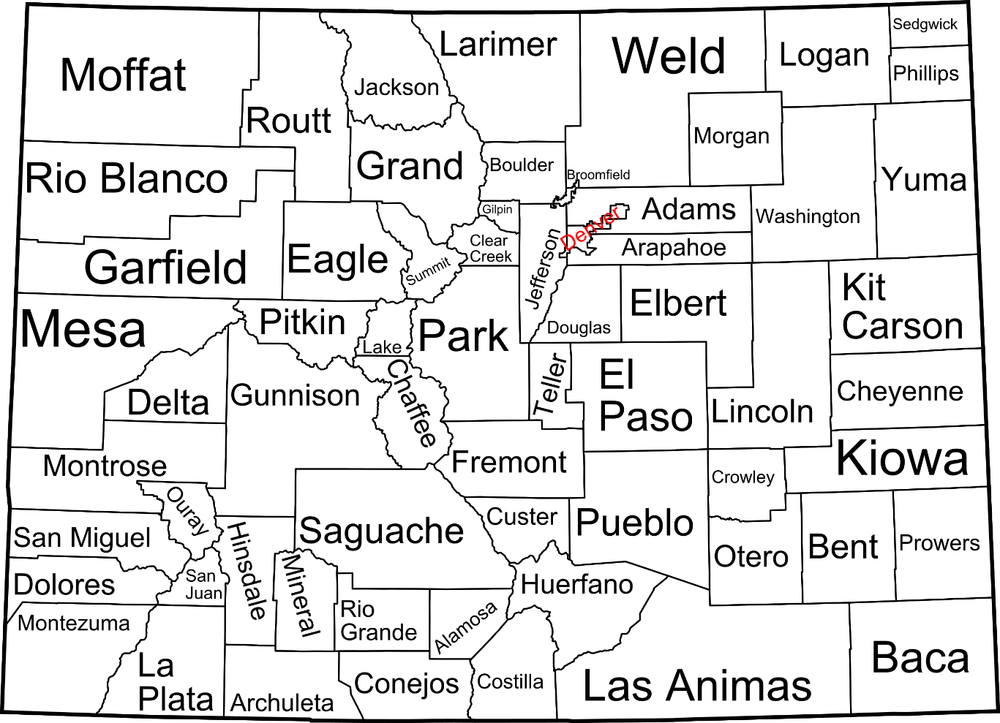 Sedgwick
Larimer
Weld
Logan
Moffat
Phillips
Jackson
Routt
Morgan
Grand
Boulder
Rio Blanco
Broomfield
Yuma
Gilpin
Adams
Washington
Denver
Clear
Creek
Arapahoe
Eagle
Garfield
Summit
Jefferson
Kit
Carson
Elbert
Douglas
Mesa
Pitkin
Park
Lake
El
Paso
Teller
Gunnison
Chaffee
Delta
Cheyenne
Lincoln
Kiowa
Fremont
Montrose
Crowley
Ouray
Custer
Pueblo
Saguache
San Miguel
Hinsdale
Prowers
Bent
Otero
Mineral
Dolores
San
Juan
Huerfano
Rio
Grande
Alamosa
Montezuma
Baca
La
Plata
Conejos
Costilla
Las Animas
Archuleta